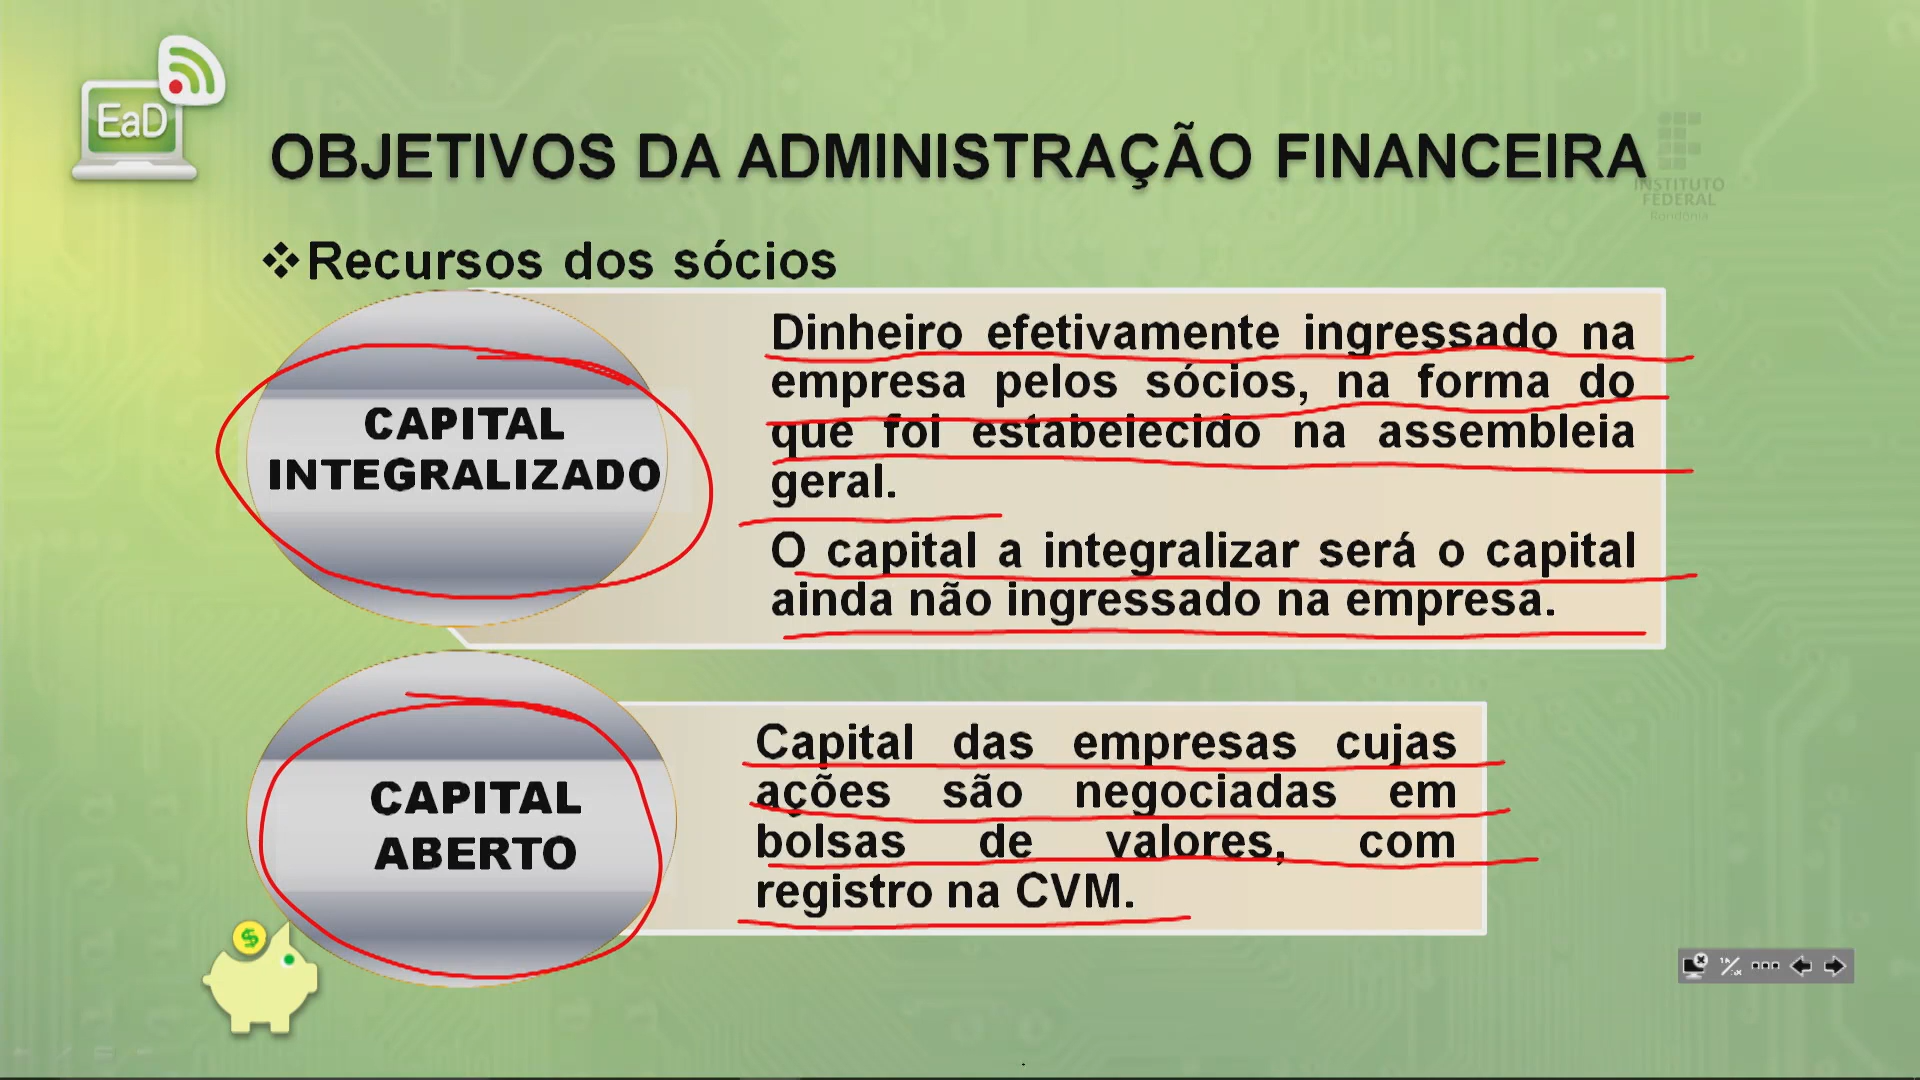 EaD
OBJETIVOS DA ADMINISTRAÇÃO FINANCEIRA
INSTITUTO
FEDERAL
Rondônia
❖Recursos dos sócios
CAPITAL
INTEGRALIZADO
Dinheiro efetivamente ingressado na
empresa pelos sócios, na forma do
que foi estabelecido na assembleia
geral.
O capital a integralizar será o capital
ainda não ingressado na empresa.
CAPITAL
ABERTO
Capital das empresas cujas
ações são negociadas em
bolsas de valores, com
registro na CVM.
$